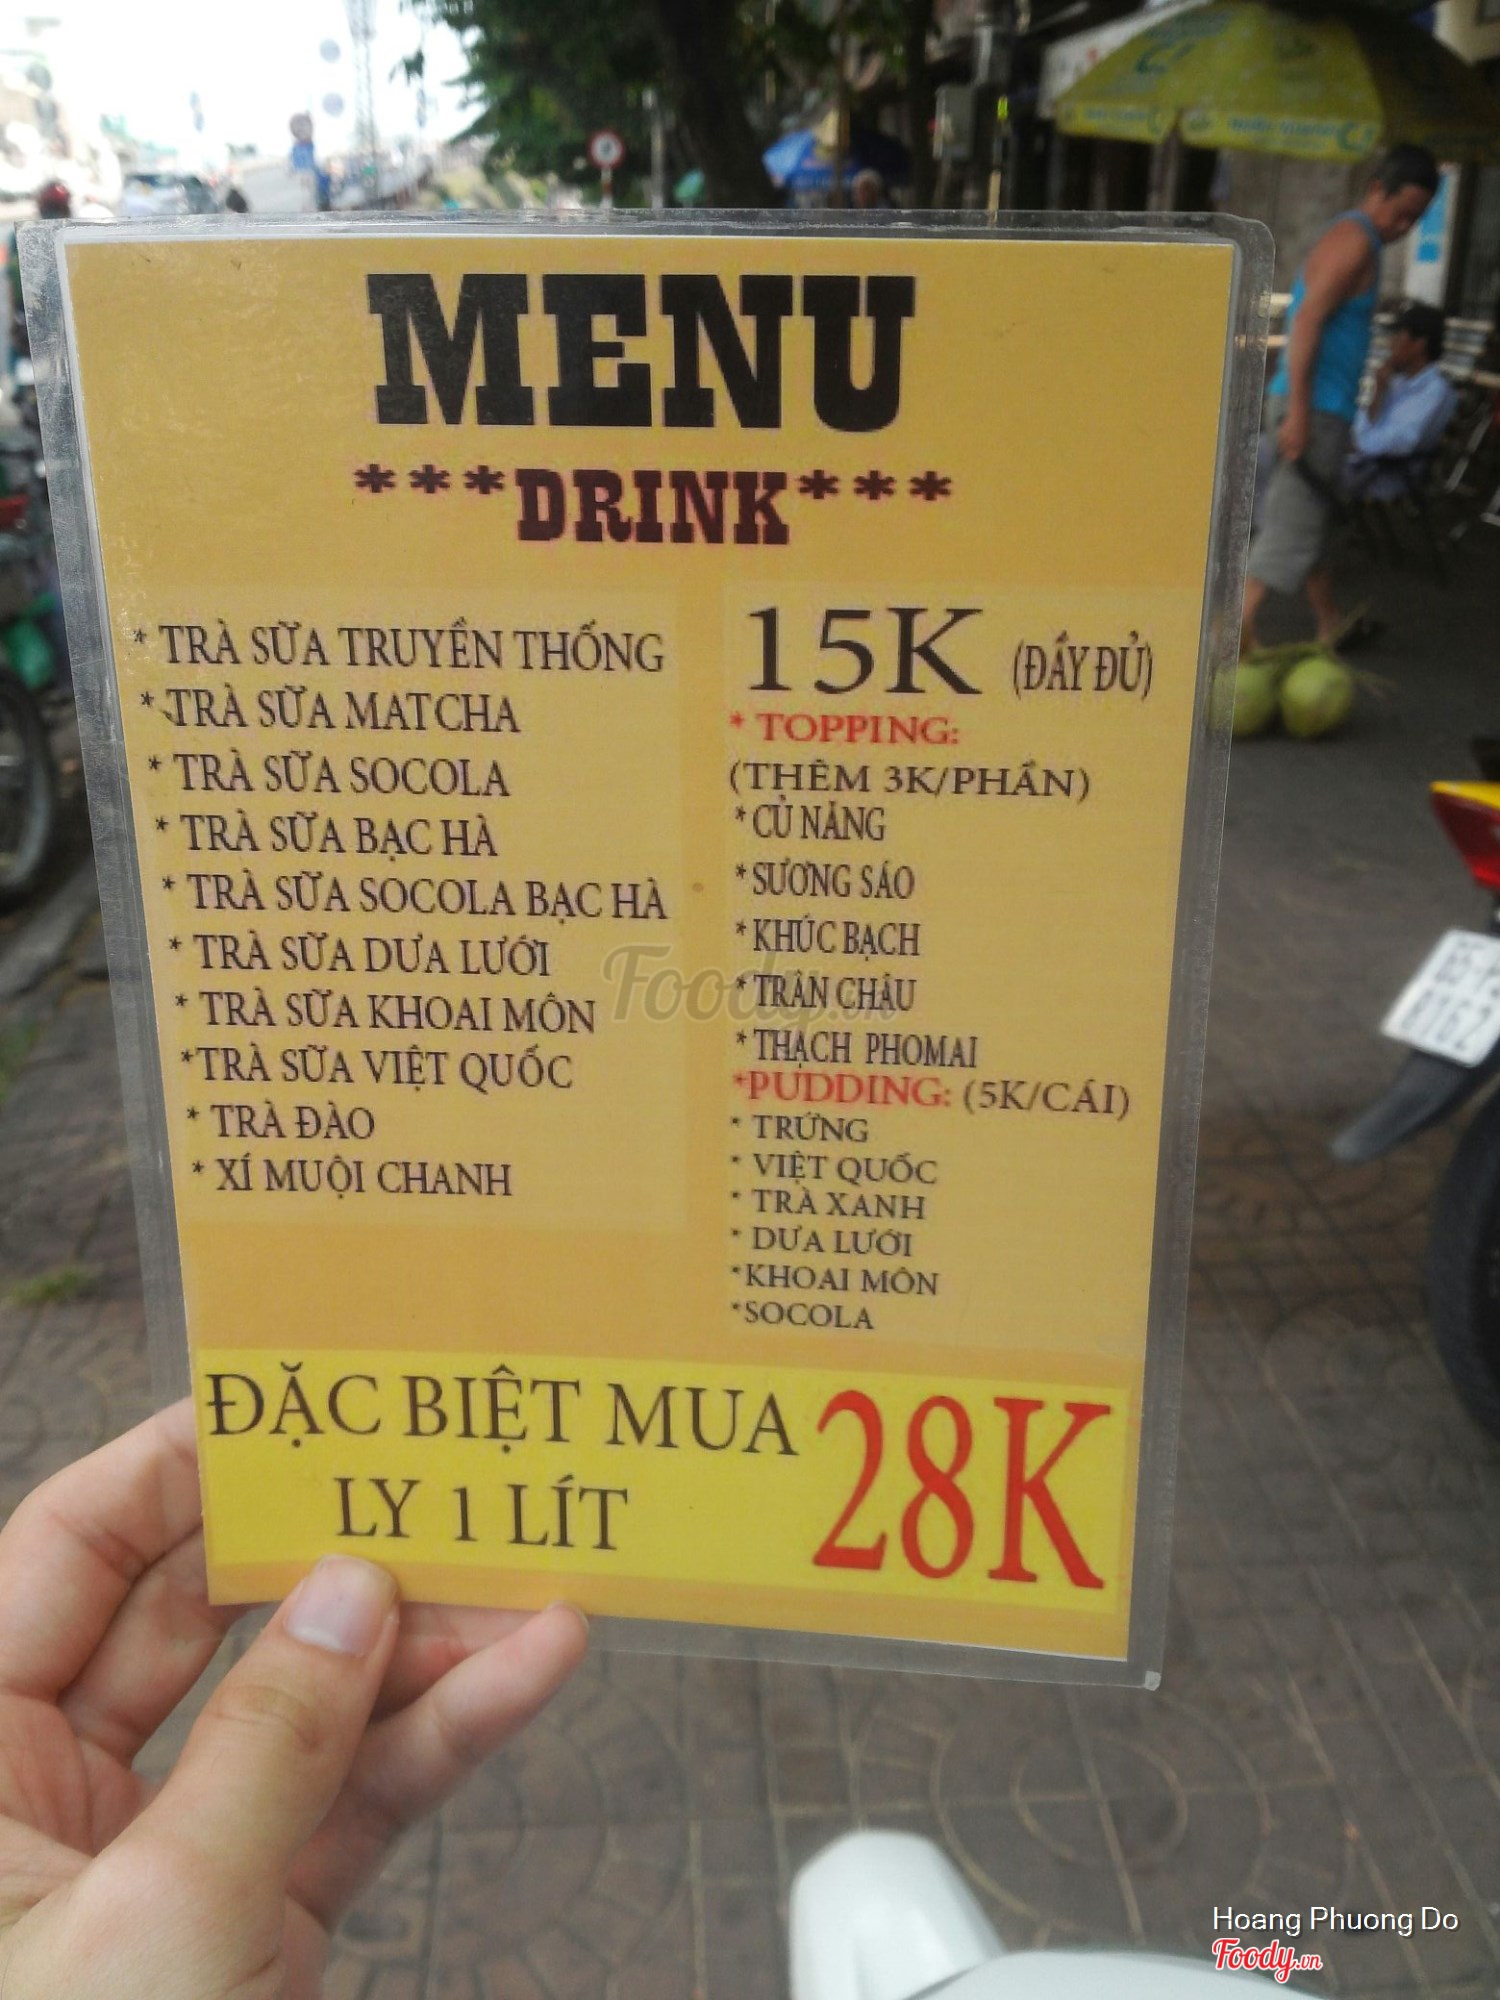 MENU
***DRINK***
* TRÀ SỮA TRUYỀN THỐNG
* TRÀ SỮA MATCHA
* TRÀ SỮA SOCOLA
* TRÀ SỮA BẠC HÀ
* TRÀ SỮA SOCOLA BẠC HÀ
* TRÀ SỮA DƯA LƯỚI
* TRÀ SỮA KHOAI MÔN
*TRÀ SỮA VIỆT QUỐC
* TRÀ ĐÀO
* XÍ MUỘI CHANH
15K (ĐẦY ĐỦ)
* TOPPING:
(THÊM 3K/PHẦN)
*CỦ NĂNG
*SƯƠNG SÁO
*KHÚC BẠCH
*TRÂN CHÂU
*THẠCH PHOMAI
*PUDDING: (5K/CÁI)
* TRỨNG
* VIỆT QUỐC
* TRÀ XANH
* DƯA LƯỚI
*KHOAI MÔN
*SOCOLA
ĐẶC BIỆT MUA
LY 1 LÍT
28K
Foody.vn
Hoang Phuong Do
Foody.vn